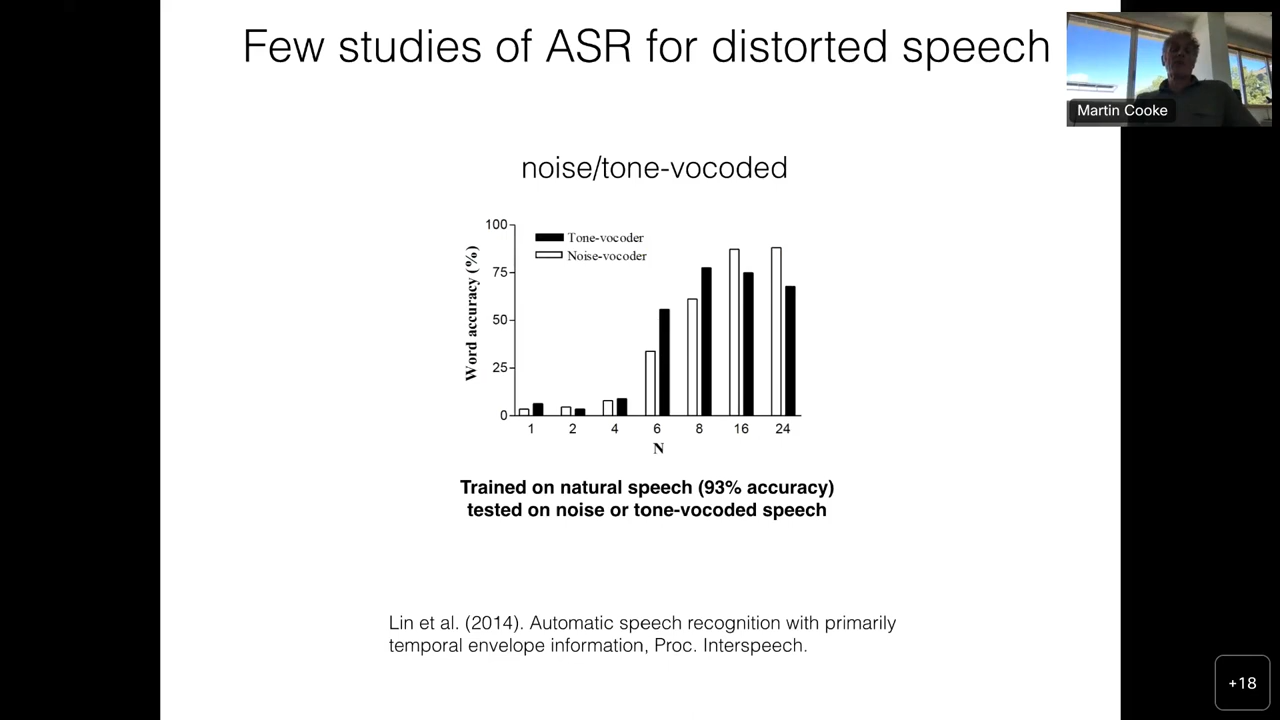 Few studies of ASR for distorted speech
Martin Cooke
noise/tone-vocoded
100
75
50
25
0
Word accuracy (%)
Tone-vocoder
Noise-vocoder
1 2 4 6 8 16 24
N
Trained on natural speech (93% accuracy)
tested on noise or tone-vocoded speech
Lin et al. (2014). Automatic speech recognition with primarily
temporal envelope information, Proc. Interspeech.
+18